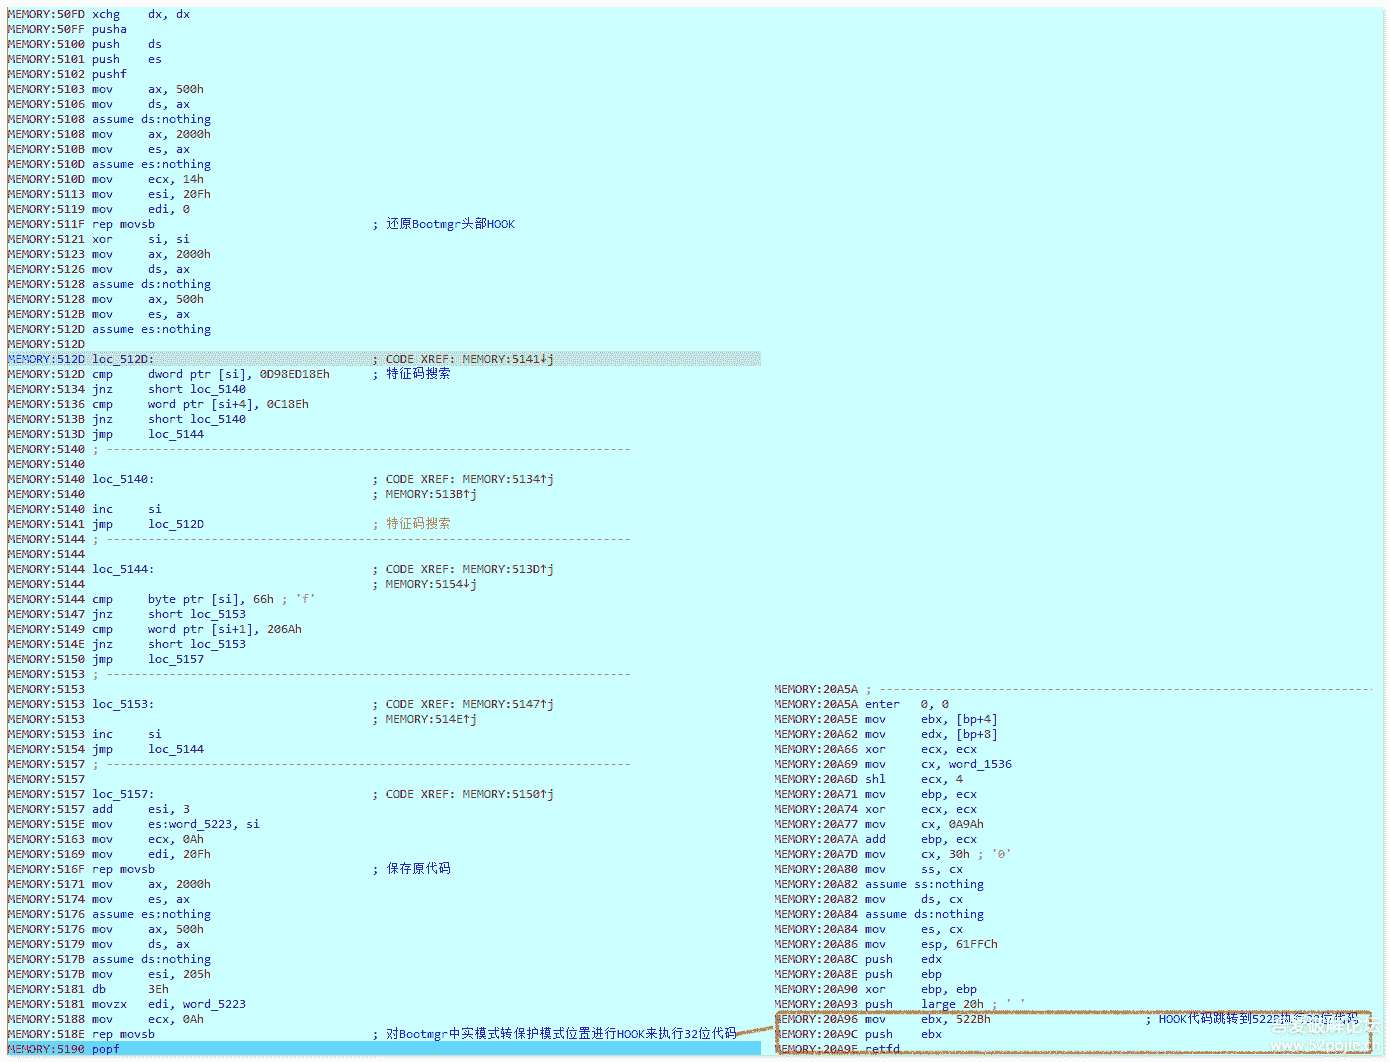 MEMORY:50FD xchg dx, dx
MEMORY:50FF pusha
MEMORY:5100 push ds
MEMORY:5101 push es
MEMORY:5102 pushf
MEMORY:5103 mov ax, 500h
MEMORY:5106 mov ds, ax
MEMORY:5108 assume ds:nothing
MEMORY:5108 mov ax, 2000h
MEMORY:510B mov es, ax
MEMORY:510D assume es:nothing
MEMORY:510D mov ecx, 14h
MEMORY:5113 mov esi, 20Fh
MEMORY:5119 mov edi, 0
MEMORY:511F rep movsb ; 还原Bootmgr头部HOOK
MEMORY:5121 xor si, si
MEMORY:5123 mov ax, 2000h
MEMORY:5126 mov ds, ax
MEMORY:5128 assume ds:nothing
MEMORY:5128 mov ax, 500h
MEMORY:512B mov es, ax
MEMORY:512D assume es:nothing
MEMORY:512D
MEMORY:512D loc_512D: ; CODE XREF: MEMORY:5141↓j
MEMORY:512D cmp dword ptr [si], 0D98ED18Eh ; 特征码搜索
MEMORY:5134 jnz short loc_5140
MEMORY:5136 cmp word ptr [si+4], 0C18Eh
MEMORY:513B jnz short loc_5140
MEMORY:513D jmp loc_5144
MEMORY:5140 ; ---------------------------------------------------------------------------
MEMORY:5140
MEMORY:5140 loc_5140: ; CODE XREF: MEMORY:5134↑j
MEMORY:5140 ; MEMORY:513B↑j
MEMORY:5140 inc si
MEMORY:5141 jmp loc_512D ; 特征码搜索
MEMORY:5144 ; ---------------------------------------------------------------------------
MEMORY:5144
MEMORY:5144 loc_5144: ; CODE XREF: MEMORY:513D↑j
MEMORY:5144 ; MEMORY:5154↓j
MEMORY:5144 cmp byte ptr [si], 66h ; 'f'
MEMORY:5147 jnz short loc_5153
MEMORY:5149 cmp word ptr [si+1], 206Ah
MEMORY:514E jnz short loc_5153
MEMORY:5150 jmp loc_5157
MEMORY:5153 ; ---------------------------------------------------------------------------
MEMORY:5153
MEMORY:5153 loc_5153: ; CODE XREF: MEMORY:5147↑j
MEMORY:5153 ; MEMORY:514E↑j
MEMORY:5153 inc si
MEMORY:5154 jmp loc_5144
MEMORY:5157 ; ---------------------------------------------------------------------------
MEMORY:5157
MEMORY:5157 loc_5157: ; CODE XREF: MEMORY:5150↑j
MEMORY:5157 add esi, 3
MEMORY:515E mov es:word_5223, si
MEMORY:5163 mov ecx, 0Ah
MEMORY:5169 mov edi, 20Fh
MEMORY:516F rep movsb ; 保存原代码
MEMORY:5171 mov ax, 2000h
MEMORY:5174 mov es, ax
MEMORY:5176 assume es:nothing
MEMORY:5176 mov ax, 500h
MEMORY:5179 mov ds, ax
MEMORY:517B assume ds:nothing
MEMORY:517B mov esi, 205h
MEMORY:5181 db 3Eh
MEMORY:5181 movzx edi, word_5223
MEMORY:5188 mov ecx, 0Ah
MEMORY:518E rep movsb ; 对Bootmgr中实模式转保护模式位置进行HOOK来执行32位代码
MEMORY:5190 popf
MEMORY:20A5A ; ---------------------------------------------------------------------------
MEMORY:20A5A enter 0, 0
MEMORY:20A5E mov ebx, [bp+4]
MEMORY:20A62 mov edx, [bp+8]
MEMORY:20A66 xor ecx, ecx
MEMORY:20A69 mov cx, word_1536
MEMORY:20A6D shl ecx, 4
MEMORY:20A71 mov ebp, ecx
MEMORY:20A74 xor ecx, ecx
MEMORY:20A77 mov cx, 0A9Ah
MEMORY:20A7A add ebp, ecx
MEMORY:20A7D mov cx, 30h ; '0'
MEMORY:20A80 mov ss, cx
MEMORY:20A82 assume ss:nothing
MEMORY:20A82 mov ds, cx
MEMORY:20A84 assume ds:nothing
MEMORY:20A84 mov es, cx
MEMORY:20A86 mov esp, 61FFCh
MEMORY:20A8C push edx
MEMORY:20A8E push ebp
MEMORY:20A90 xor ebp, ebp
MEMORY:20A93 push large 20h ; ' '
MEMORY:20A96 mov ebx, 522Bh ; HOOK代码跳转到522B执行32位代码
MEMORY:20A9C push ebx
MEMORY:20A9E retfd
吾爱破解论坛
www.52pojie.cn